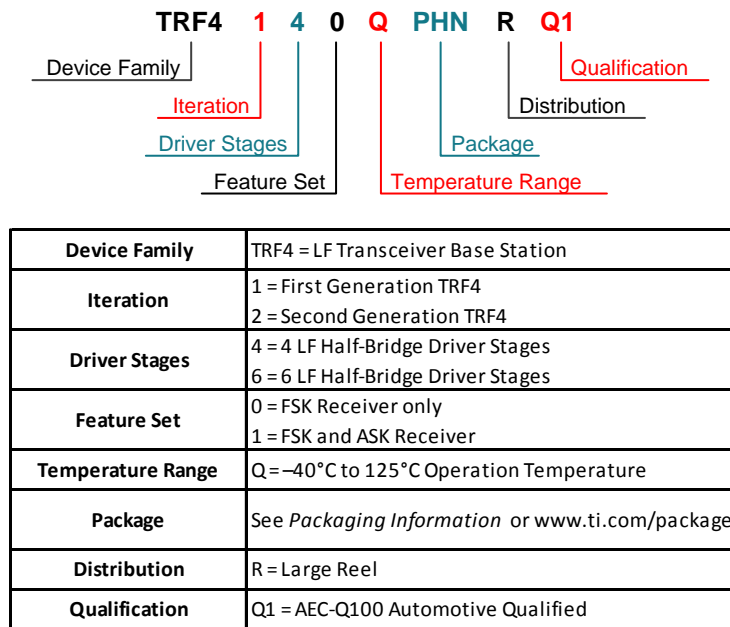 TRF4 1 4 0 Q PHN R Q1
Device Family
Qualification
Iteration
Distribution
Driver Stages
Package
Feature Set
Temperature Range
Device Family TRF4 = LF Transceiver Base Station
Iteration 1 = First Generation TRF4
2 = Second Generation TRF4
Driver Stages 4 = 4 LF Half-Bridge Driver Stages
6 = 6 LF Half-Bridge Driver Stages
Feature Set 0 = FSK Receiver only
1 = FSK and ASK Receiver
Temperature Range Q = –40°C to 125°C Operation Temperature
Package See Packaging Information or www.ti.com/package
Distribution R = Large Reel
Qualification Q1 = AEC-Q100 Automotive Qualified